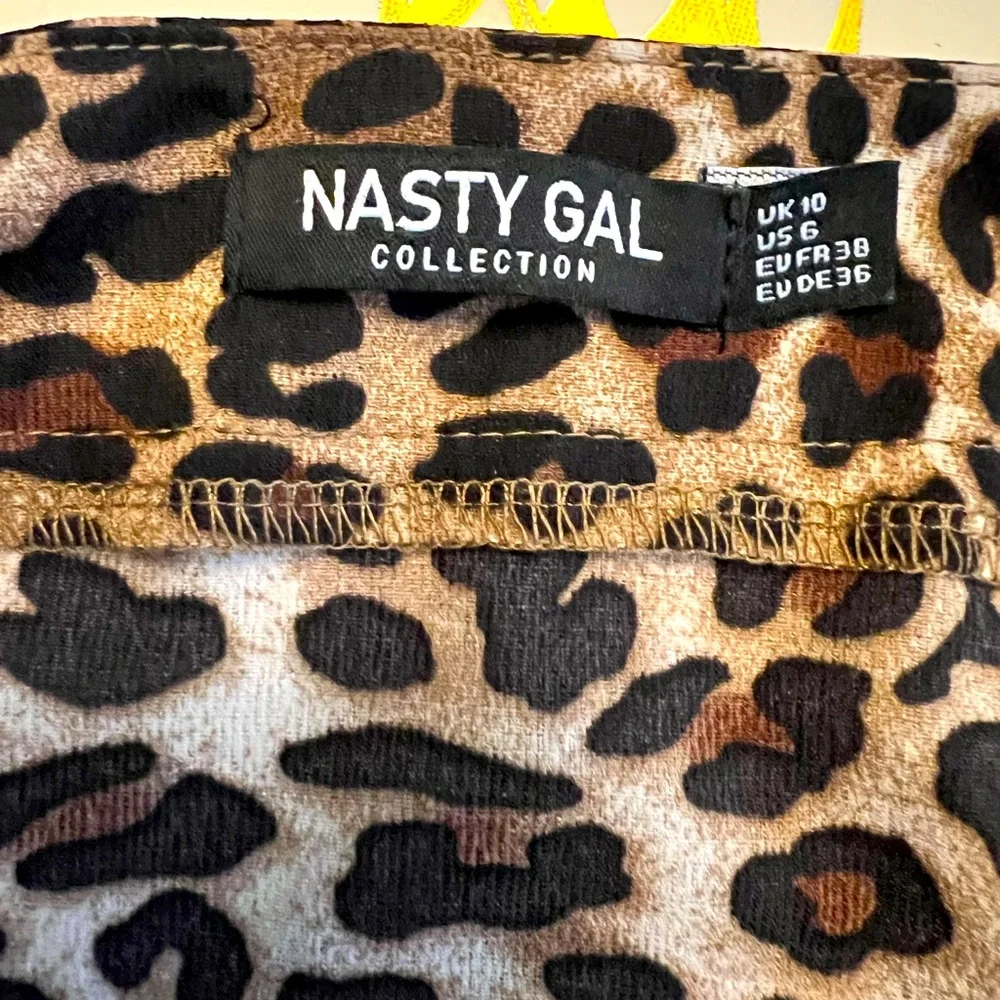 NASTY GAL
COLLECTION
UK 10
US 6
EU FR 38
EU DE 36